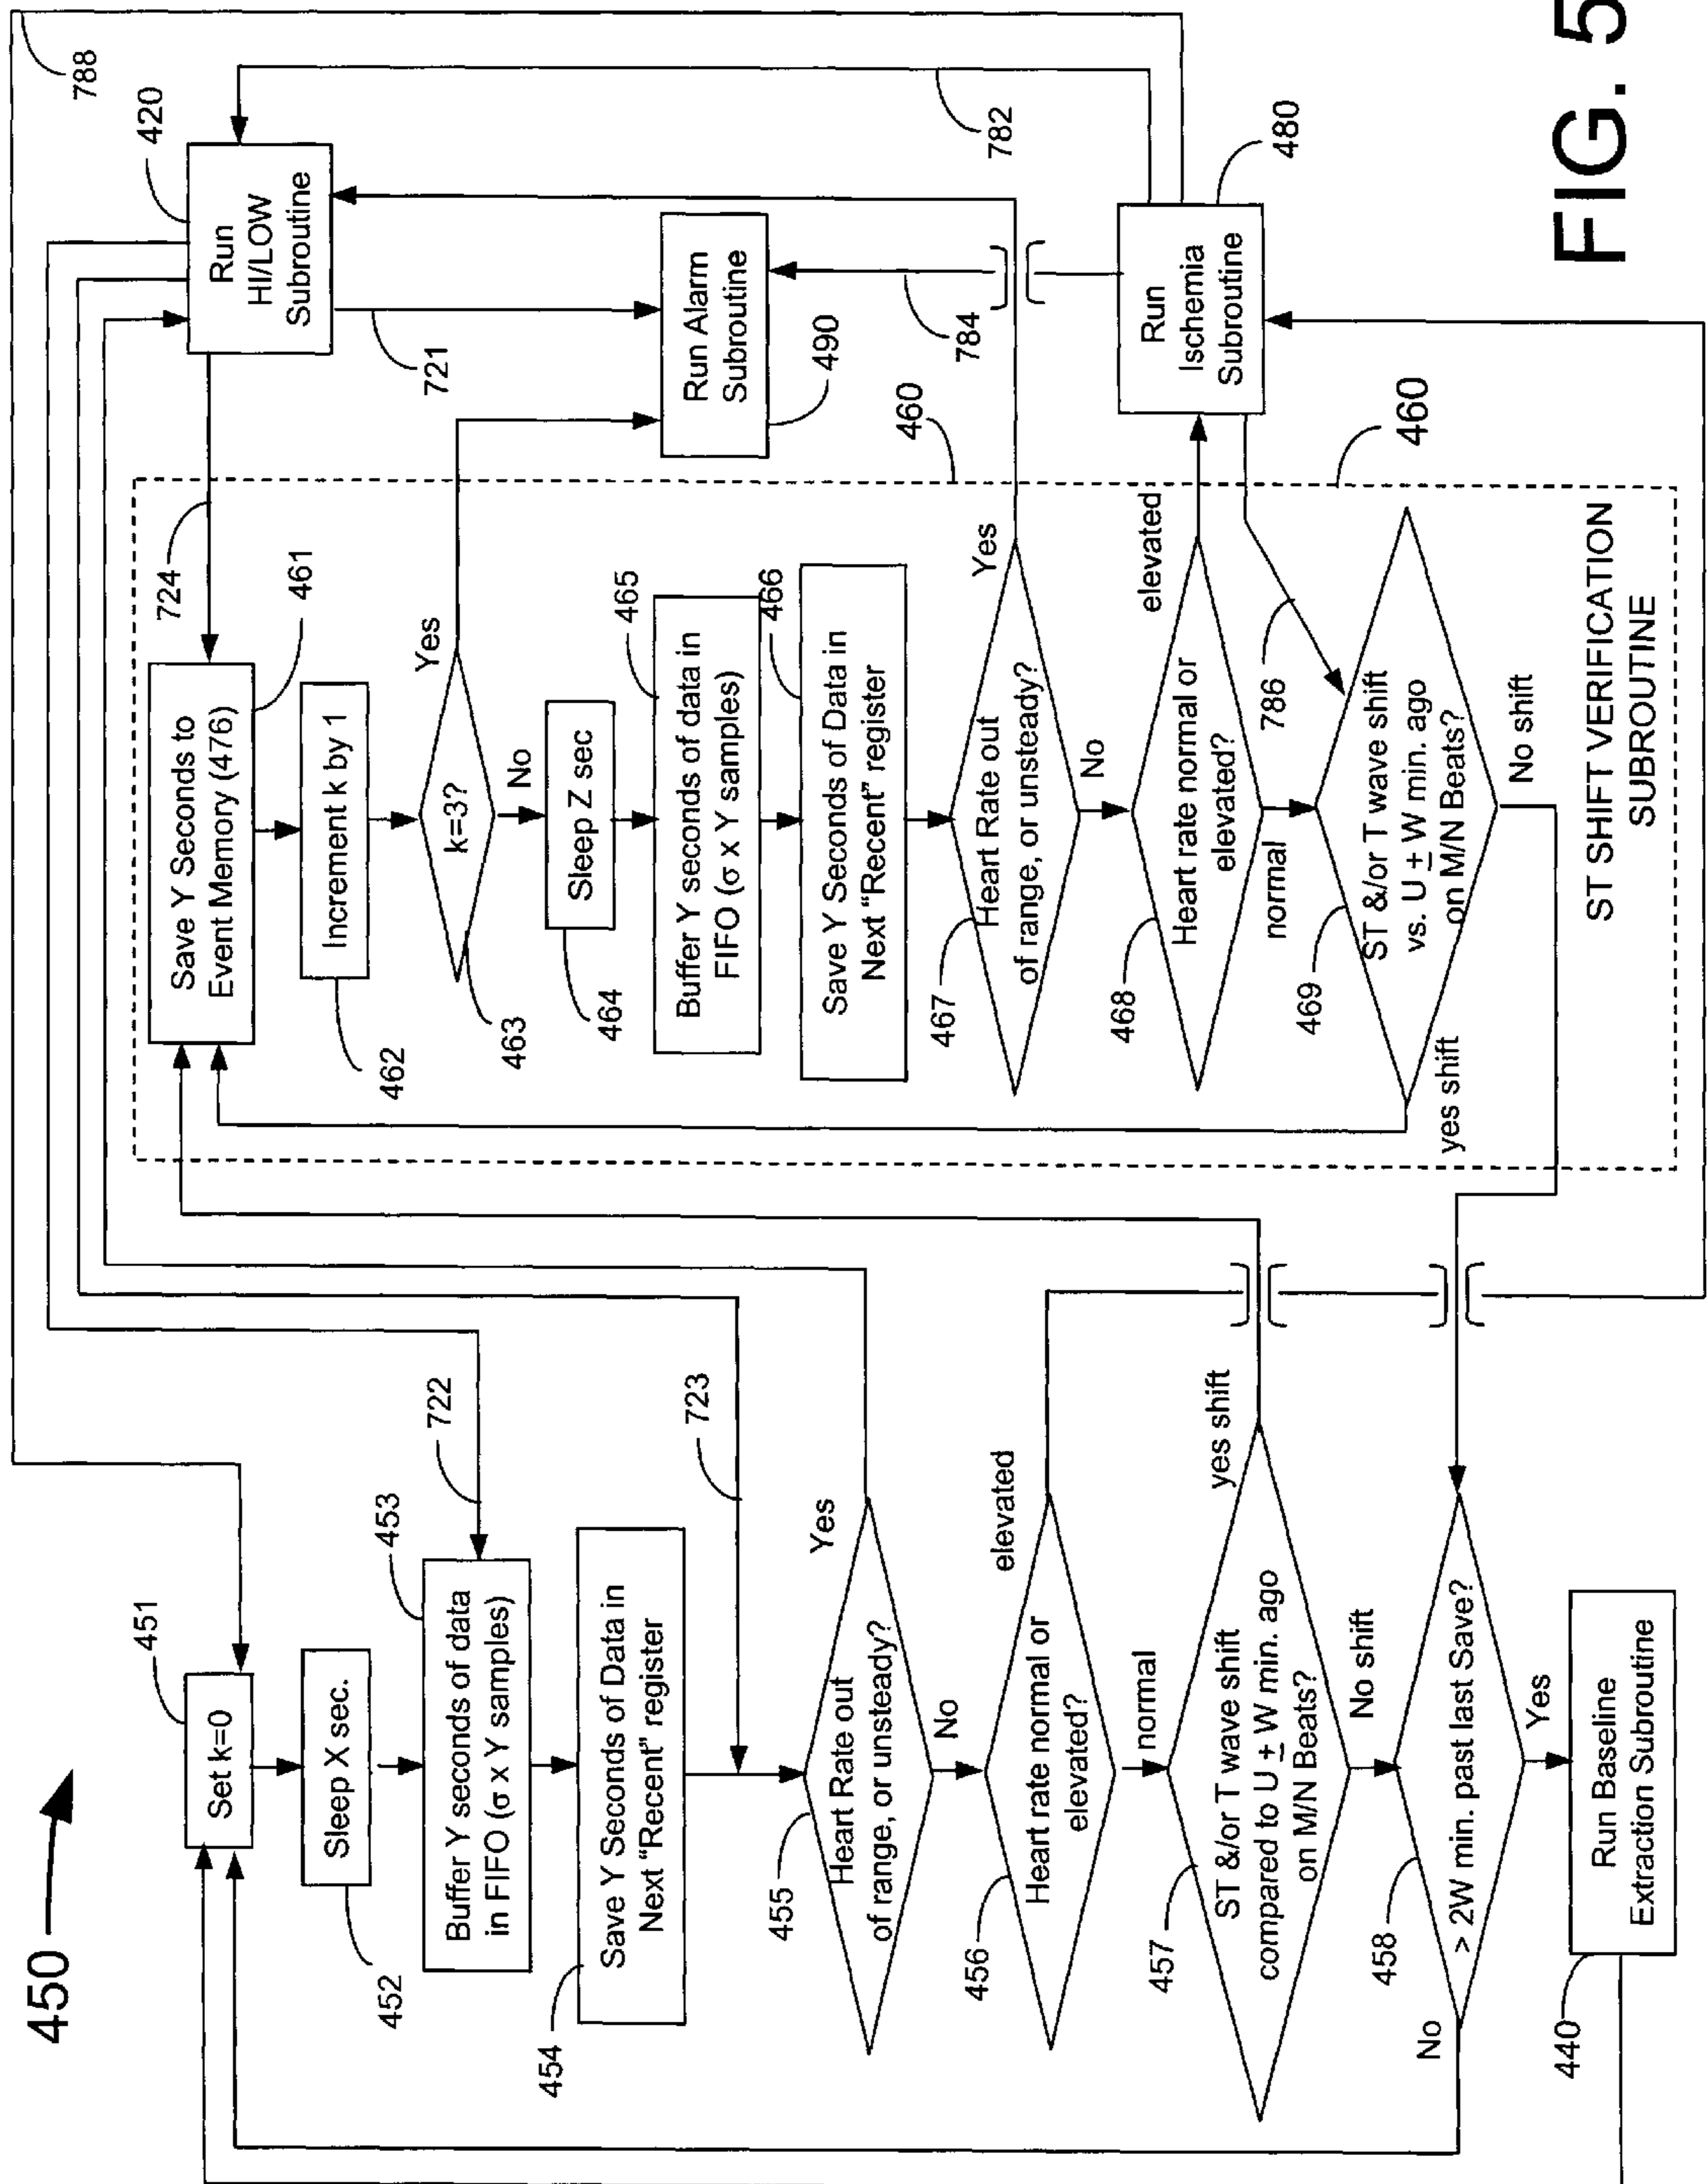 450
451
Set k=0
Sleep X sec.
452
453
Buffer Y seconds of data
in FIFO (σ x Y samples)
722
Save Y Seconds of Data in
Next “Recent” register
454
723
455
Heart Rate out
of range, or unsteady?
Yes
No
456
Heart rate normal or
elevated?
elevated
normal
457
ST &/or T wave shift
compared to U ± W min. ago
on M/N Beats?
yes shift
No shift
458
> 2W min. past last Save?
No
Yes
Run Baseline
Extraction Subroutine
440
724
Save Y Seconds to
Event Memory (476)
461
Increment k by 1
462
k=3?
463
Yes
No
Sleep Z sec
464
465
Buffer Y seconds of data in
FIFO (σ x Y samples)
466
Save Y Seconds of Data in
Next “Recent” register
467
Heart Rate out
of range, or unsteady?
Yes
No
468
Heart rate normal or
elevated?
elevated
normal
786
469
ST &/or T wave shift
vs. U ± W min. ago
on M/N Beats?
yes shift
No shift
ST SHIFT VERIFICATION
SUBROUTINE
460
460
788
420
Run
HI/LOW
Subroutine
721
Run Alarm
Subroutine
490
784
782
Run
Ischemia
Subroutine
480
FIG. 5